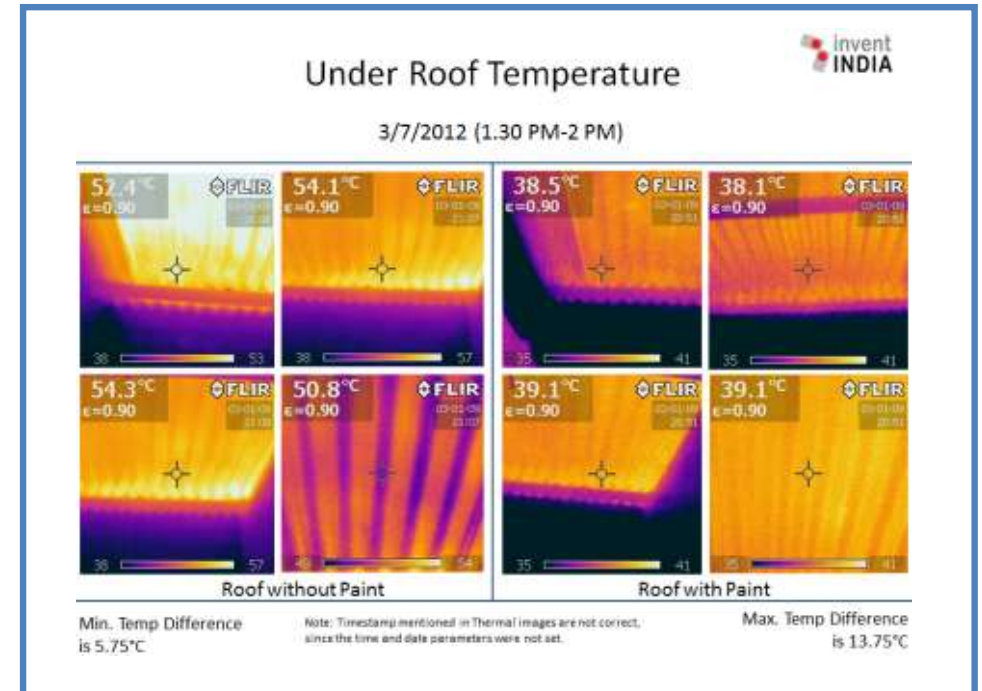 invent
INDIA
Under Roof Temperature
3/7/2012 (1.30 PM-2 PM)
52.4°C FLIR
ε=0.90
54.1°C FLIR
ε=0.90
38.5°C FLIR
ε=0.90
38.1°C FLIR
ε=0.90
38 53
38 57
35 41
35 41
54.3°C FLIR
ε=0.90
50.8°C FLIR
ε=0.90
39.1°C FLIR
ε=0.90
39.1°C FLIR
ε=0.90
38 57
35 41
Roof without Paint
Roof with Paint
Min. Temp Difference
is 5.75°C
Note: Timestamp mentioned in Thermal images are not correct,
since the time and date parameters were not set.
Max. Temp Difference
is 13.75°C